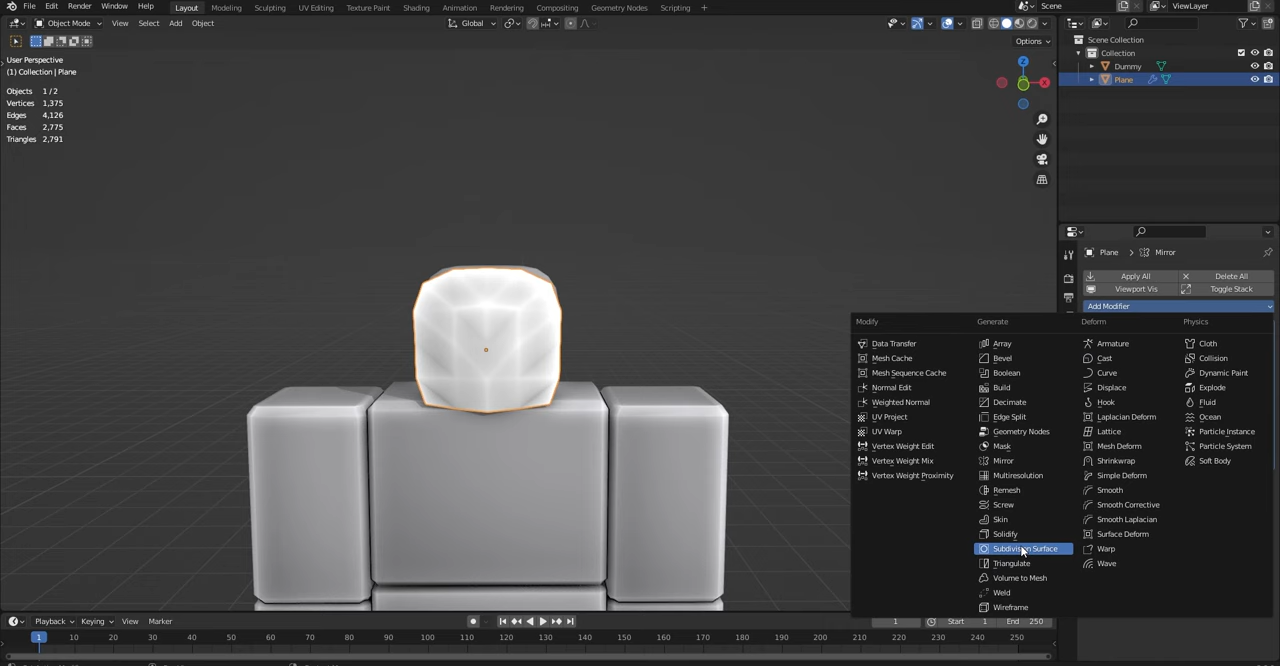 File Edit Render Window Help Layout Modeling Sculpting UV Editing Texture Paint Shading Animation Rendering Compositing Geometry Nodes Scripting + Scene ViewLayer
Object Mode View Select Add Object Global
Options
User Perspective
(1) Collection | Plane
Objects 1 / 2
Vertices 1,375
Edges 4,126
Faces 2,775
Triangles 2,791
Z
X
Scene Collection
Collection
Dummy
Plane
Plane > Mirror
Apply All Delete All
Viewport Vis Toggle Stack
Add Modifier
Modify
Data Transfer
Mesh Cache
Mesh Sequence Cache
Normal Edit
Weighted Normal
UV Project
UV Warp
Vertex Weight Edit
Vertex Weight Mix
Vertex Weight Proximity
Generate
Array
Bevel
Boolean
Build
Decimate
Edge Split
Geometry Nodes
Mask
Mirror
Multiresolution
Remesh
Screw
Skin
Solidify
Subdivision Surface
Triangulate
Volume to Mesh
Weld
Wireframe
Deform
Armature
Cast
Curve
Displace
Hook
Laplacian Deform
Lattice
Mesh Deform
Shrinkwrap
Simple Deform
Smooth
Smooth Corrective
Smooth Laplacian
Surface Deform
Warp
Wave
Physics
Cloth
Collision
Dynamic Paint
Explode
Fluid
Ocean
Particle Instance
Particle System
Soft Body
Playback Keying View Marker 1 Start 1 End 250
1 10 20 30 40 50 60 70 80 90 100 110 120 130 140 150 160 170 180 190 200 210 220 230 240 250